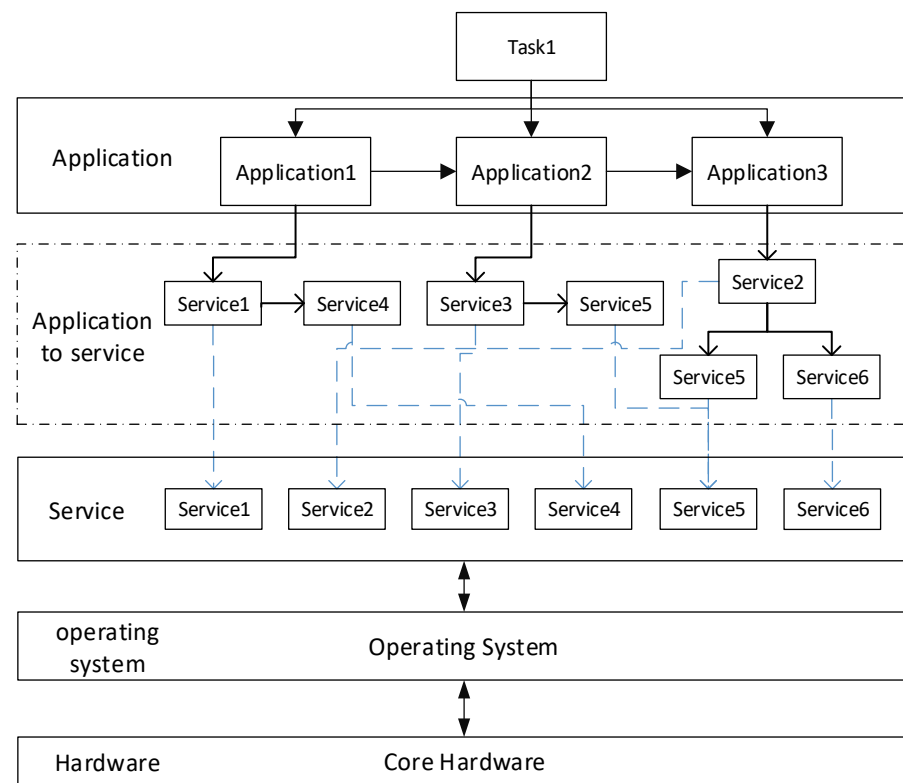 Task1
Application
Application1
Application2
Application3
Application
to service
Service1
Service4
Service3
Service5
Service2
Service5
Service6
Service
Service1
Service2
Service3
Service4
Service5
Service6
operating
system
Operating System
Hardware
Core Hardware